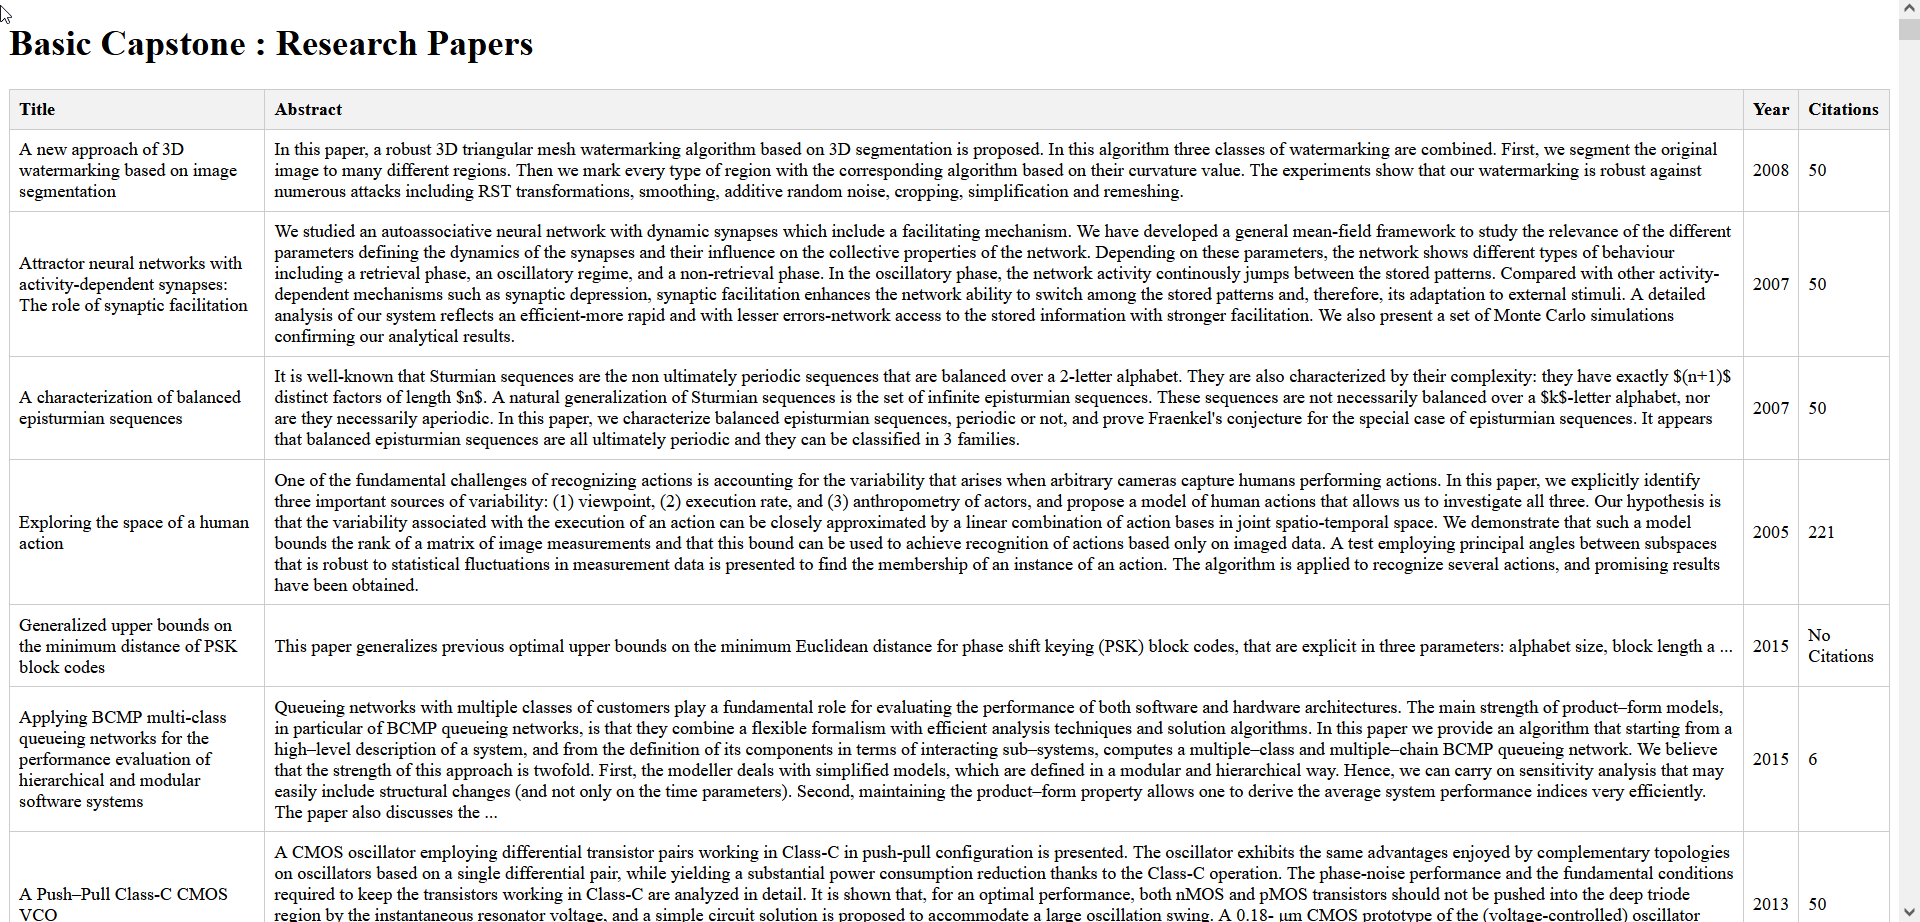 Basic Capstone : Research Papers
Title
Abstract
Year
Citations
A new approach of 3D
watermarking based on image
segmentation
In this paper, a robust 3D triangular mesh watermarking algorithm based on 3D segmentation is proposed. In this algorithm three classes of watermarking are combined. First, we segment the original
image to many different regions. Then we mark every type of region with the corresponding algorithm based on their curvature value. The experiments show that our watermarking is robust against
numerous attacks including RST transformations, smoothing, additive random noise, cropping, simplification and remeshing.
2008
50
Attractor neural networks with
activity-dependent synapses:
The role of synaptic facilitation
We studied an autoassociative neural network with dynamic synapses which include a facilitating mechanism. We have developed a general mean-field framework to study the relevance of the different
parameters defining the dynamics of the synapses and their influence on the collective properties of the network. Depending on these parameters, the network shows different types of behaviour
including a retrieval phase, an oscillatory regime, and a non-retrieval phase. In the oscillatory phase, the network activity continously jumps between the stored patterns. Compared with other activity-
dependent mechanisms such as synaptic depression, synaptic facilitation enhances the network ability to switch among the stored patterns and, therefore, its adaptation to external stimuli. A detailed
analysis of our system reflects an efficient-more rapid and with lesser errors-network access to the stored information with stronger facilitation. We also present a set of Monte Carlo simulations
confirming our analytical results.
2007
50
A characterization of balanced
episturmian sequences
It is well-known that Sturmian sequences are the non ultimately periodic sequences that are balanced over a 2-letter alphabet. They are also characterized by their complexity: they have exactly $(n+1)$
distinct factors of length $n$. A natural generalization of Sturmian sequences is the set of infinite episturmian sequences. These sequences are not necessarily balanced over a $k$-letter alphabet, nor
are they necessarily aperiodic. In this paper, we characterize balanced episturmian sequences, periodic or not, and prove Fraenkel's conjecture for the special case of episturmian sequences. It appears
that balanced episturmian sequences are all ultimately periodic and they can be classified in 3 families.
2007
50
Exploring the space of a human
action
One of the fundamental challenges of recognizing actions is accounting for the variability that arises when arbitrary cameras capture humans performing actions. In this paper, we explicitly identify
three important sources of variability: (1) viewpoint, (2) execution rate, and (3) anthropometry of actors, and propose a model of human actions that allows us to investigate all three. Our hypothesis is
that the variability associated with the execution of an action can be closely approximated by a linear combination of action bases in joint spatio-temporal space. We demonstrate that such a model
bounds the rank of a matrix of image measurements and that this bound can be used to achieve recognition of actions based only on imaged data. A test employing principal angles between subspaces
that is robust to statistical fluctuations in measurement data is presented to find the membership of an instance of an action. The algorithm is applied to recognize several actions, and promising results
have been obtained.
2005
221
Generalized upper bounds on
the minimum distance of PSK
block codes
This paper generalizes previous optimal upper bounds on the minimum Euclidean distance for phase shift keying (PSK) block codes, that are explicit in three parameters: alphabet size, block length a ...
2015
No
Citations
Applying BCMP multi-class
queueing networks for the
performance evaluation of
hierarchical and modular
software systems
Queueing networks with multiple classes of customers play a fundamental role for evaluating the performance of both software and hardware architectures. The main strength of product–form models,
in particular of BCMP queueing networks, is that they combine a flexible formalism with efficient analysis techniques and solution algorithms. In this paper we provide an algorithm that starting from a
high–level description of a system, and from the definition of its components in terms of interacting sub–systems, computes a multiple–class and multiple–chain BCMP queueing network. We believe
that the strength of this approach is twofold. First, the modeller deals with simplified models, which are defined in a modular and hierarchical way. Hence, we can carry on sensitivity analysis that may
easily include structural changes (and not only on the time parameters). Second, maintaining the product–form property allows one to derive the average system performance indices very efficiently.
The paper also discusses the ...
2015
6
A Push–Pull Class-C CMOS
VCO
A CMOS oscillator employing differential transistor pairs working in Class-C in push-pull configuration is presented. The oscillator exhibits the same advantages enjoyed by complementary topologies
on oscillators based on a single differential pair, while yielding a substantial power consumption reduction thanks to the Class-C operation. The phase-noise performance and the fundamental conditions
required to keep the transistors working in Class-C are analyzed in detail. It is shown that, for an optimal performance, both nMOS and pMOS transistors should not be pushed into the deep triode
region by the instantaneous resonator voltage, and a simple circuit solution is proposed to accommodate a large oscillation swing. A 0.18- μm CMOS prototype of the (voltage-controlled) oscillator
2013
50